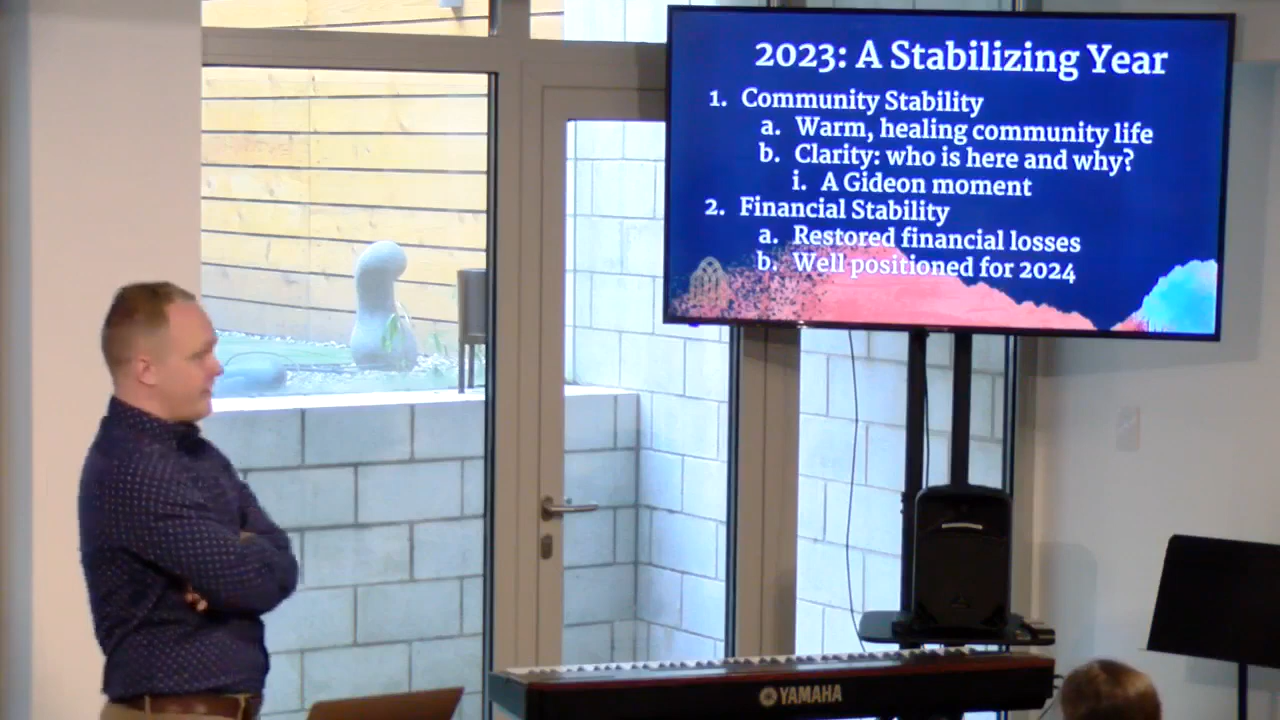 2023: A Stabilizing Year
1. Community Stability
a. Warm, healing community life
b. Clarity: who is here and why?
i. A Gideon moment
2. Financial Stability
a. Restored financial losses
b. Well positioned for 2024
YAMAHA